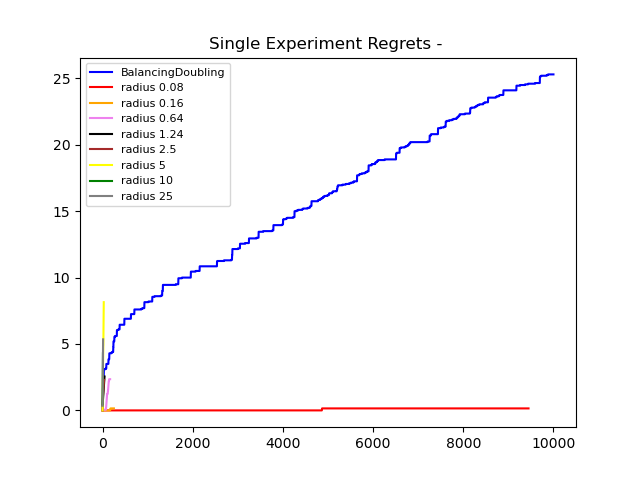 Single Experiment Regrets -
25
20
15
10
5
0
BalancingDoubling
radius 0.08
radius 0.16
radius 0.64
radius 1.24
radius 2.5
radius 5
radius 10
radius 25
0 2000 4000 6000 8000 10000